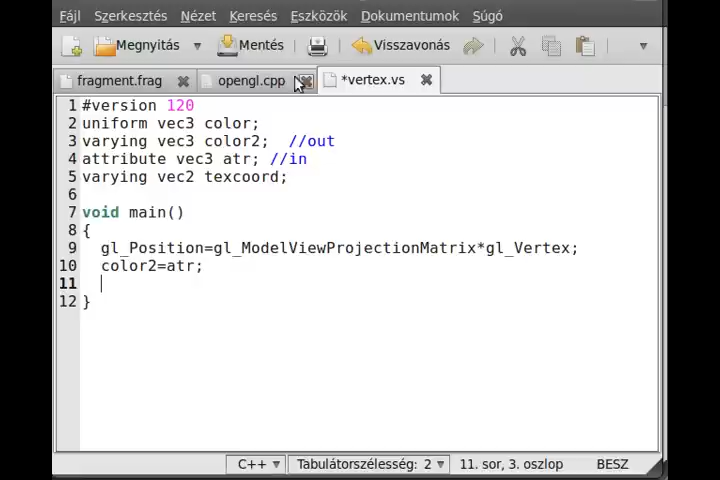 Fájl Szerkesztés Nézet Keresés Eszközök Dokumentumok Súgó
Megnyitás Mentés Visszavonás
fragment.frag opengl.cpp *vertex.vs
1 #version 120
2 uniform vec3 color;
3 varying vec3 color2;  //out
4 attribute vec3 atr; //in
5 varying vec2 texcoord;
6
7 void main()
8 {
9   gl_Position=gl_ModelViewProjectionMatrix*gl_Vertex;
10   color2=atr;
11
12 }
C++ Tabulátorszélesség: 2 11. sor, 3. oszlop BESZ